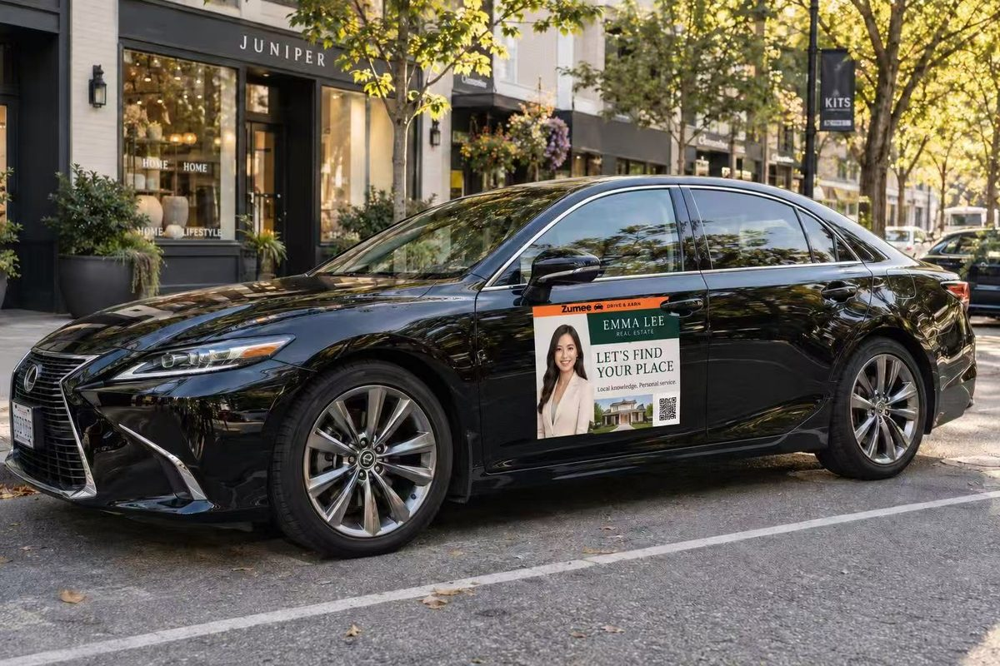 JUNIPER
HOME
HOME
HOME
LIFESTYLE
KITS
Zumee DRIVE & EARN
EMMA LEE
REAL ESTATE
LET'S FIND
YOUR PLACE
Local knowledge. Personal service.